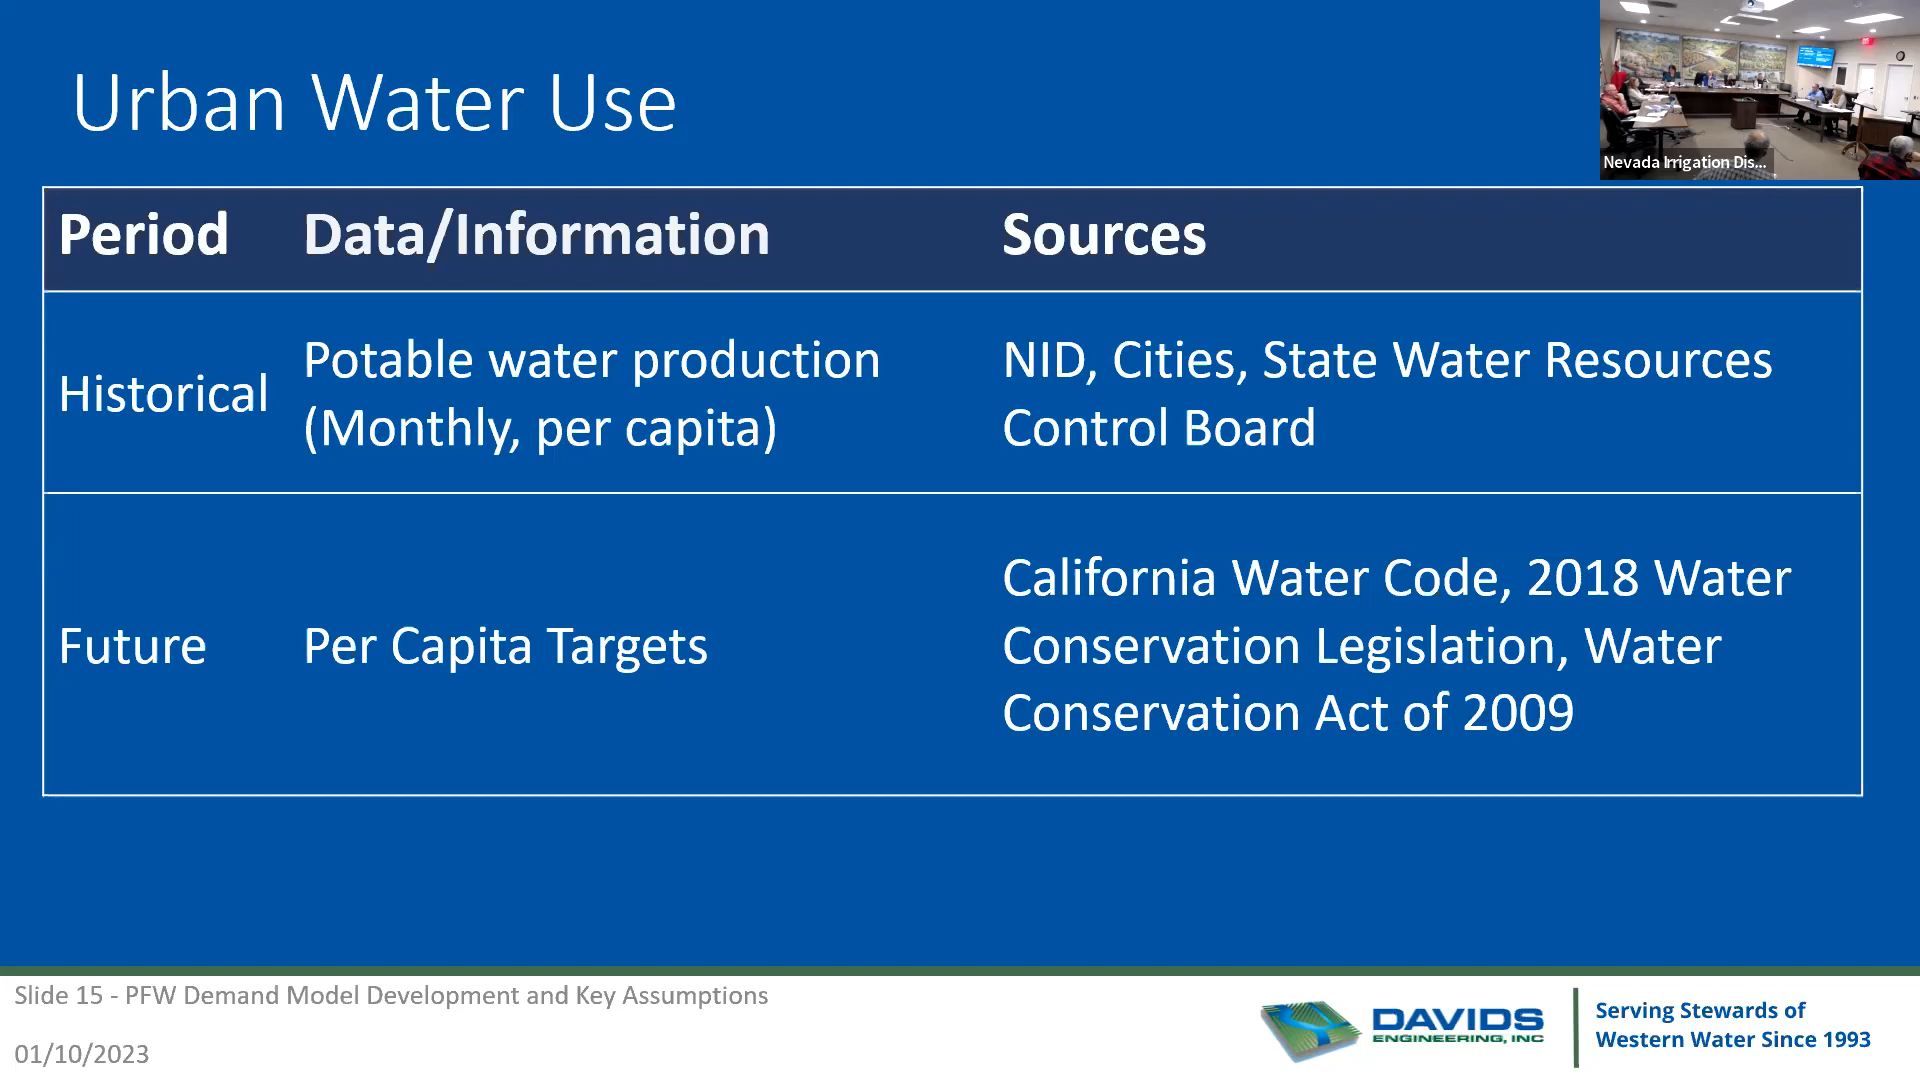 Urban Water Use
Nevada Irrigation Dis...
Period Data/Information Sources
Historical
Potable water production
(Monthly, per capita)
NID, Cities, State Water Resources
Control Board
Future
Per Capita Targets
California Water Code, 2018 Water
Conservation Legislation, Water
Conservation Act of 2009
Slide 15 - PFW Demand Model Development and Key Assumptions
01/10/2023
DAVIDS
ENGINEERING, INC
Serving Stewards of
Western Water Since 1993